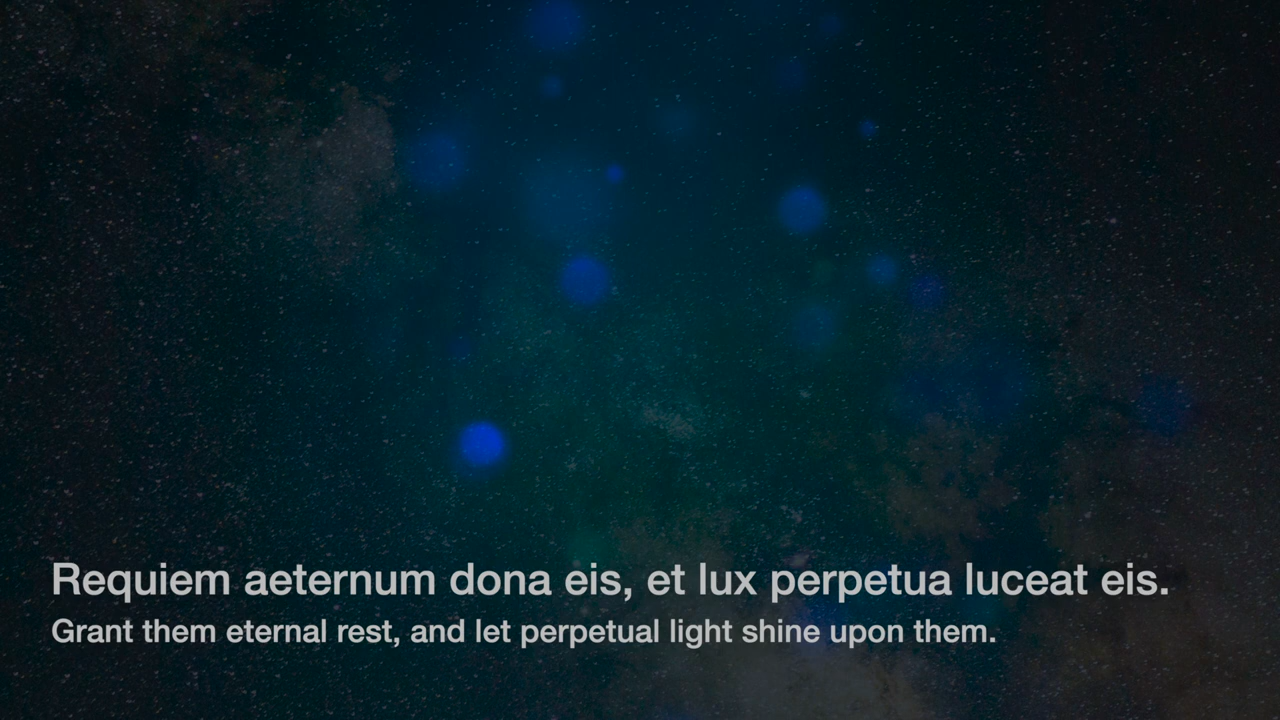 Requiem aeternum dona eis, et lux perpetua luceat eis.
Grant them eternal rest, and let perpetual light shine upon them.